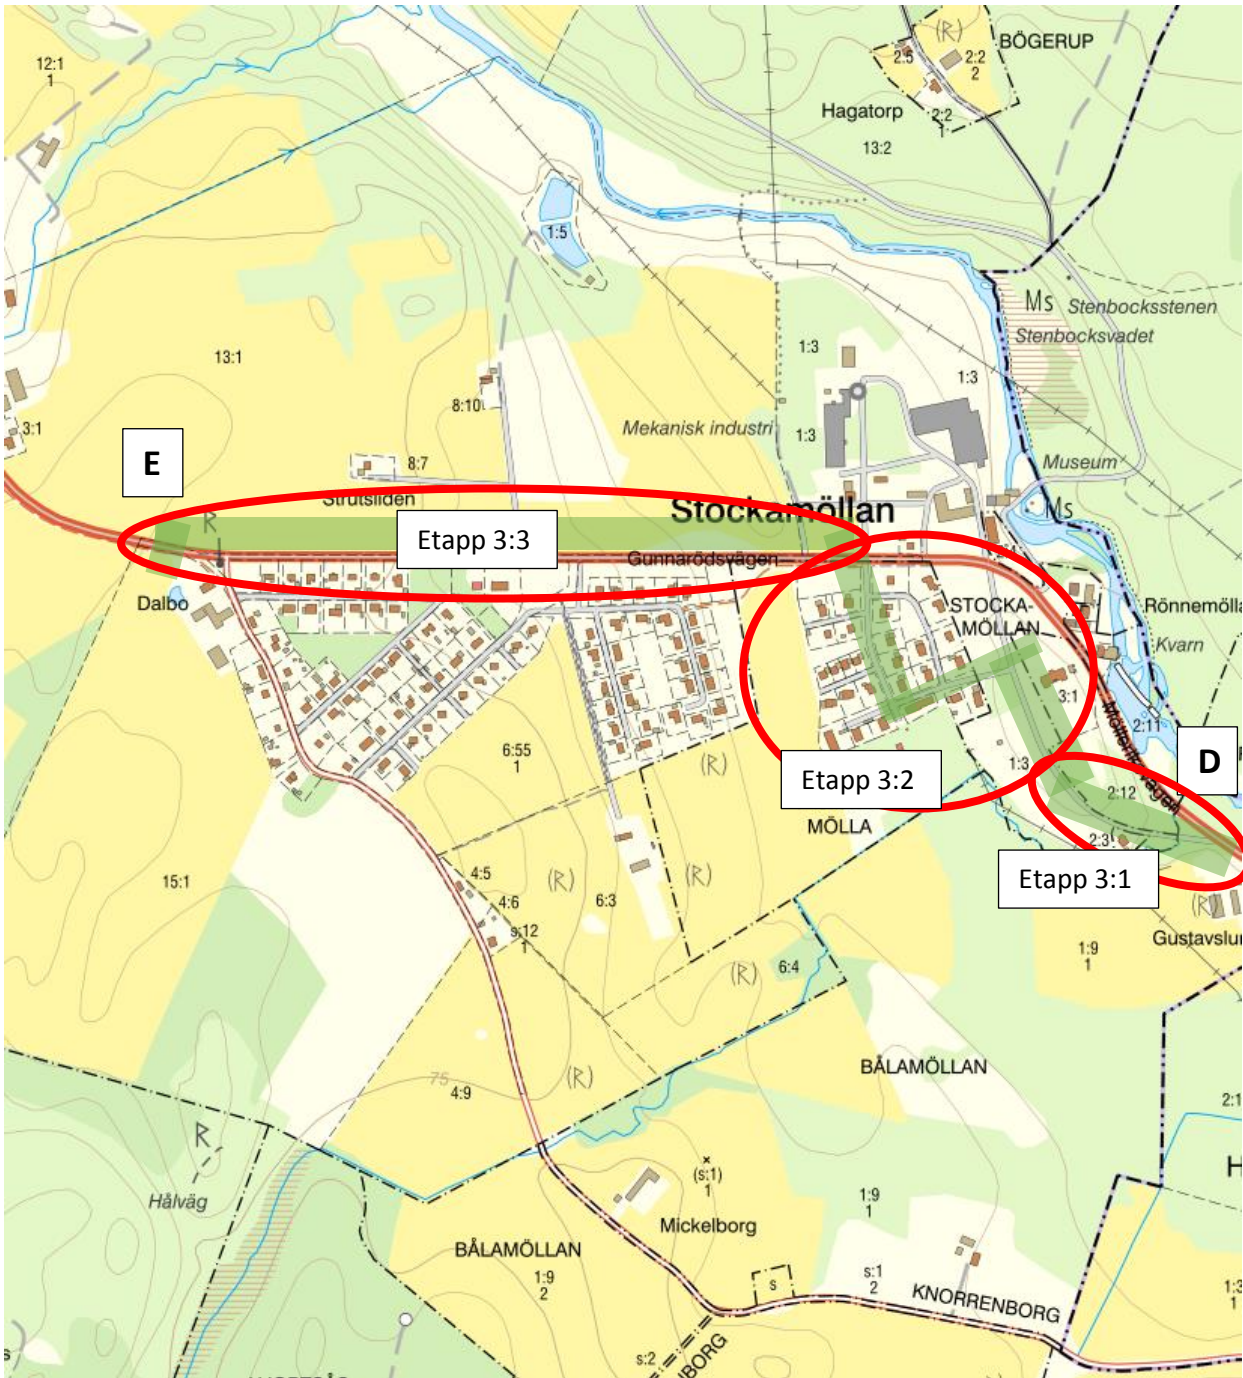 (R)
BÖGERUP
12:1
1
2:5
2:2
2
Hagatorp
2:2
1
13:2
1:5
Ms
Stenbocksstenen
Stenbocksvadet
1:3
13:1
1:3
8:10
3:1
Mekanisk industri
1:3
E
8:7
Museum
Strutsliden
Stockamöllan
Ms
R
Etapp 3:3
Gunnarödsvägen
Dalbo
STOCKA-
MÖLLAN
Rönnemölla
Kvarn
3:1
2:11
Möllenvägen
D
6:55
1
(R)
1:3
Etapp 3:2
2:12
MÖLLA
2:3
Etapp 3:1
15:1
4:5
(R)
(R)
4:6
6:3
(R)
s:12
1
Gustavslun
1:9
1
(R)
6:4
75
4:9
(R)
BÅLAMÖLLAN
2:1
R
(s:1)
1
H
Hålväg
1:9
1
Mickelborg
BÅLAMÖLLAN
1:9
2
s
s:1
2
KNORRENBORG
1:3
1
s:2
BORG